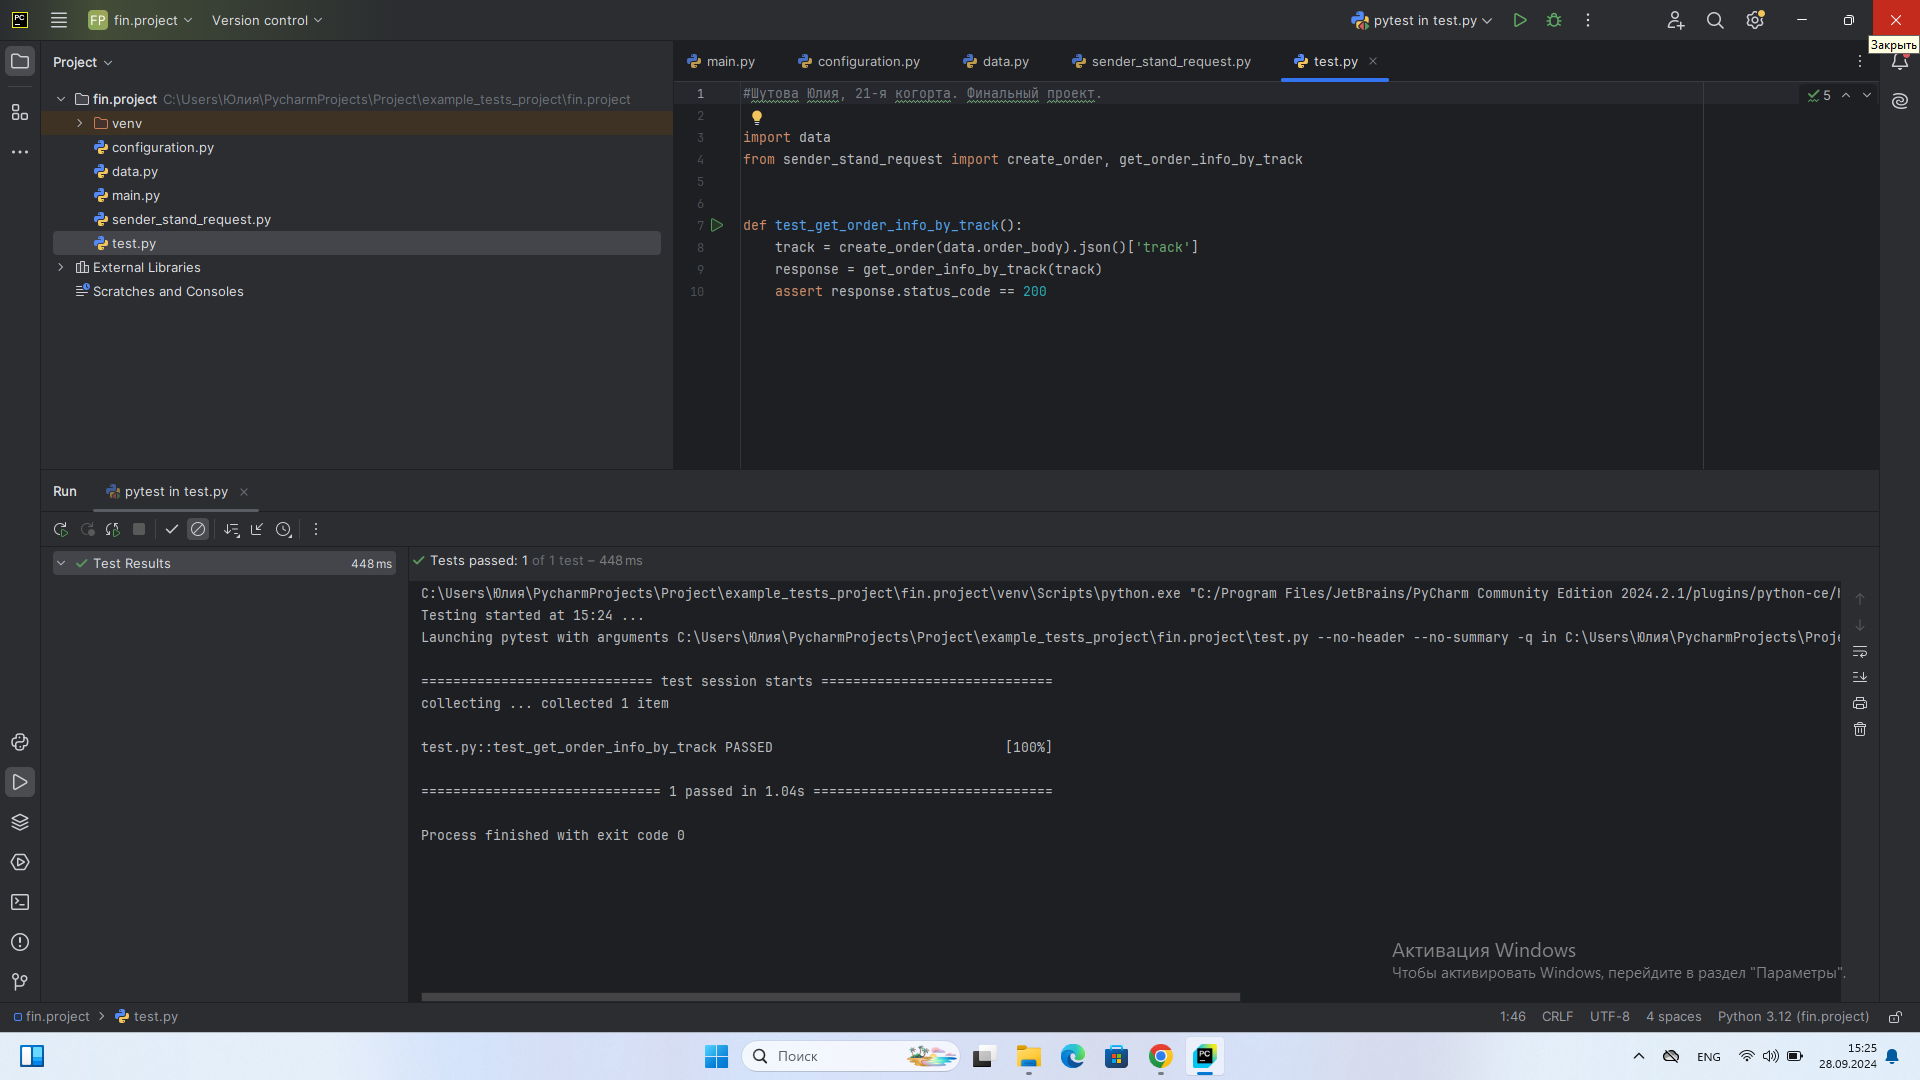 PC
FP fin.project
Version control
pytest in test.py
Закрыть
Project
main.py
configuration.py
data.py
sender_stand_request.py
test.py
fin.project C:\Users\Юлия\PycharmProjects\Project\example_tests_project\fin.project
venv
configuration.py
data.py
main.py
sender_stand_request.py
test.py
External Libraries
Scratches and Consoles
5
1 #Шутова Юлия, 21-я когорта. Финальный проект.
2
3 import data
4 from sender_stand_request import create_order, get_order_info_by_track
5
6
7 def test_get_order_info_by_track():
8 track = create_order(data.order_body).json()['track']
9 response = get_order_info_by_track(track)
10 assert response.status_code == 200
Run
pytest in test.py
Test Results 448 ms
Tests passed: 1 of 1 test – 448 ms
C:\Users\Юлия\PycharmProjects\Project\example_tests_project\fin.project\venv\Scripts\python.exe "C:/Program Files/JetBrains/PyCharm Community Edition 2024.2.1/plugins/python-ce/
Testing started at 15:24 ...
Launching pytest with arguments C:\Users\Юлия\PycharmProjects\Project\example_tests_project\fin.project\test.py --no-header --no-summary -q in C:\Users\Юлия\PycharmProjects\Proje
============================= test session starts =============================
collecting ... collected 1 item
test.py::test_get_order_info_by_track PASSED [100%]
============================== 1 passed in 1.04s ==============================
Process finished with exit code 0
Активация Windows
Чтобы активировать Windows, перейдите в раздел "Параметры".
fin.project
test.py
1:46
CRLF
UTF-8
4 spaces
Python 3.12 (fin.project)
Поиск
PC
ENG
15:25
28.09.2024